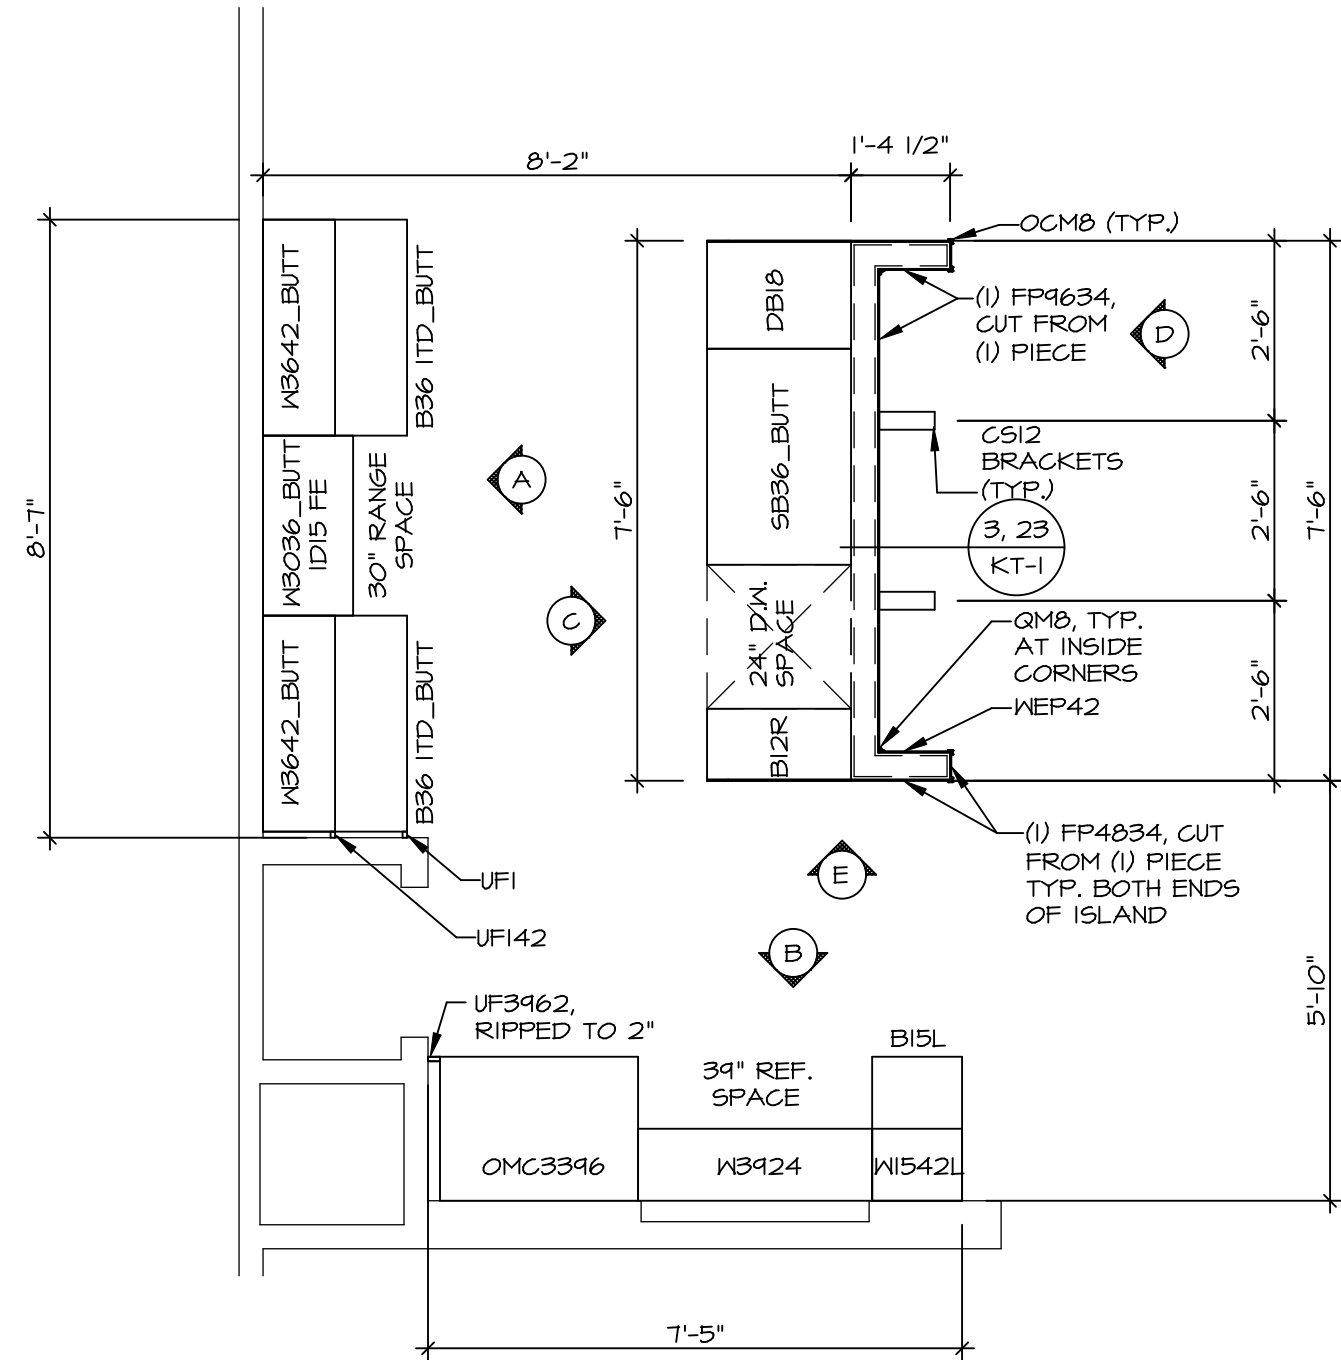 1'-4 1/2"
8'-2"
OCM8 (TYP.)
W3642_BUTT
B36 1TD_BUTT
DB18
(1) FP9634,
CUT FROM
(1) PIECE
D
2'-6"
W3036_BUTT
1D15 FE
30" RANGE
SPACE
A
8'-7"
7'-6"
SB36_BUTT
CS12
BRACKETS
(TYP.)
3, 23
KT-1
2'-6"
7'-6"
C
24" D.W.
SPACE
QM8, TYP.
AT INSIDE
CORNERS
WEP42
2'-6"
W3642_BUTT
B36 1TD_BUTT
B12R
(1) FP4834, CUT
FROM (1) PIECE
TYP. BOTH ENDS
OF ISLAND
UF1
UF142
E
B
5'-10"
UF3962,
RIPPED TO 2"
B15L
39" REF.
SPACE
OMC3396
W3924
W1542L
7'-5"